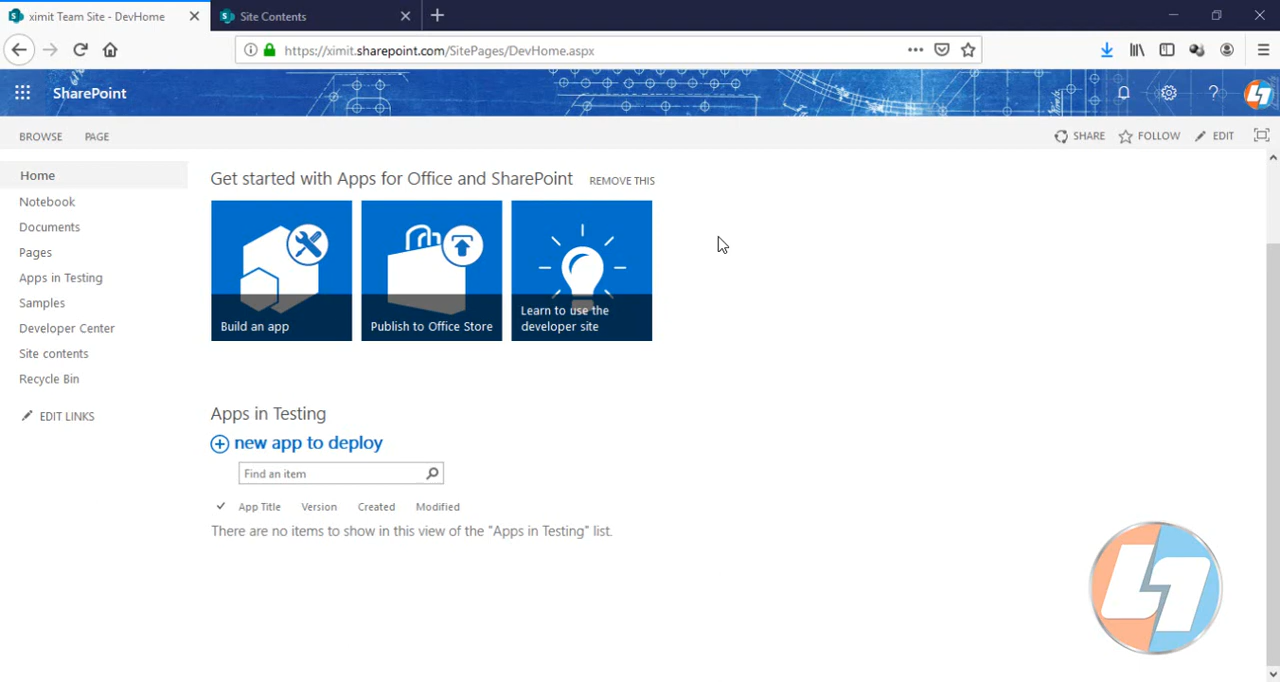 ximit Team Site - DevHome
Site Contents
https://ximit.sharepoint.com/SitePages/DevHome.aspx
SharePoint
BROWSE PAGE
SHARE FOLLOW EDIT
Home
Notebook
Documents
Pages
Apps in Testing
Samples
Developer Center
Site contents
Recycle Bin
EDIT LINKS
Get started with Apps for Office and SharePoint REMOVE THIS
Build an app
Publish to Office Store
Learn to use the
developer site
Apps in Testing
new app to deploy
Find an item
App Title Version Created Modified
There are no items to show in this view of the "Apps in Testing" list.